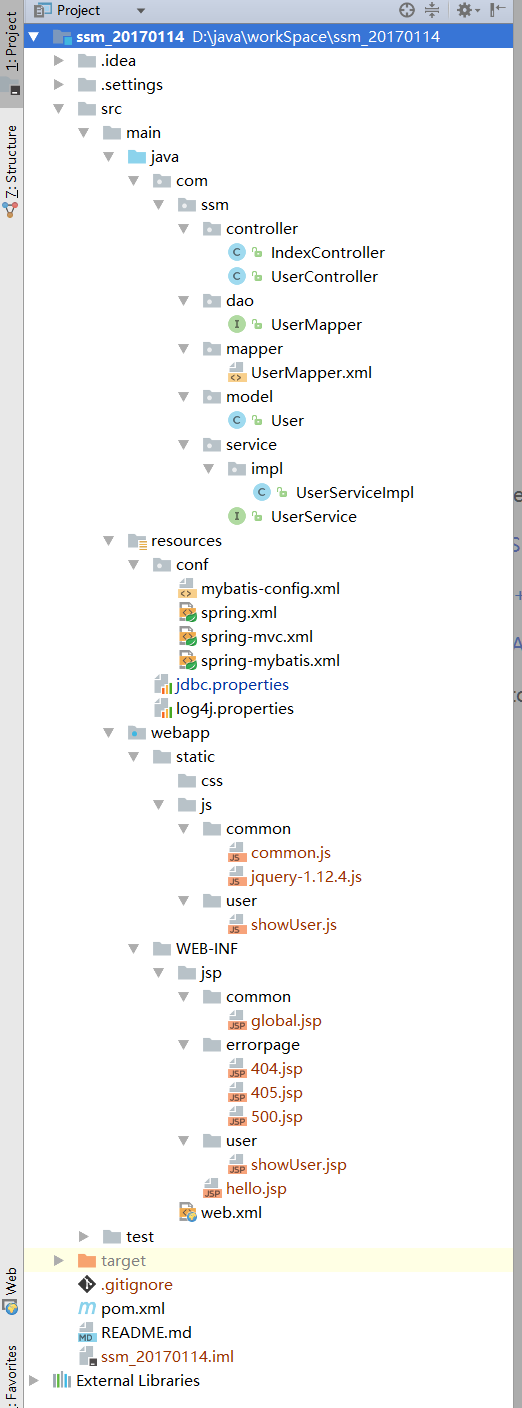 Project
1: Project
ssm_20170114 D:\java\workSpace\ssm_20170114
.idea
.settings
src
main
java
com
ssm
controller
IndexController
UserController
dao
UserMapper
mapper
UserMapper.xml
model
User
service
impl
UserServiceImpl
UserService
resources
conf
mybatis-config.xml
spring.xml
spring-mvc.xml
spring-mybatis.xml
jdbc.properties
log4j.properties
webapp
static
css
js
common
common.js
jquery-1.12.4.js
user
showUser.js
WEB-INF
jsp
common
global.jsp
errorpage
404.jsp
405.jsp
500.jsp
user
showUser.jsp
hello.jsp
web.xml
test
target
.gitignore
pom.xml
README.md
ssm_20170114.iml
External Libraries
7: Structure
Web
: Favorites